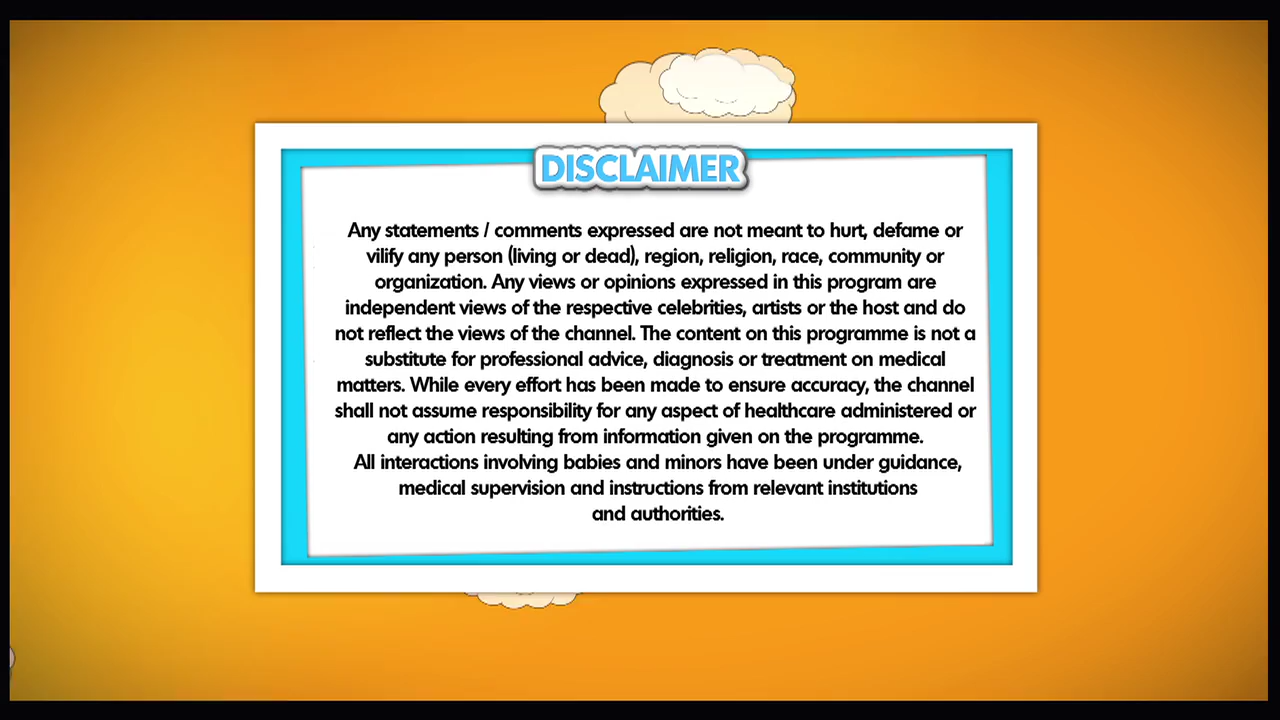 DISCLAIMER
Any statements / comments expressed are not meant to hurt, defame or
vilify any person (living or dead), region, religion, race, community or
organization. Any views or opinions expressed in this program are
independent views of the respective celebrities, artists or the host and do
not reflect the views of the channel. The content on this programme is not a
substitute for professional advice, diagnosis or treatment on medical
matters. While every effort has been made to ensure accuracy, the channel
shall not assume responsibility for any aspect of healthcare administered or
any action resulting from information given on the programme.
All interactions involving babies and minors have been under guidance,
medical supervision and instructions from relevant institutions
and authorities.